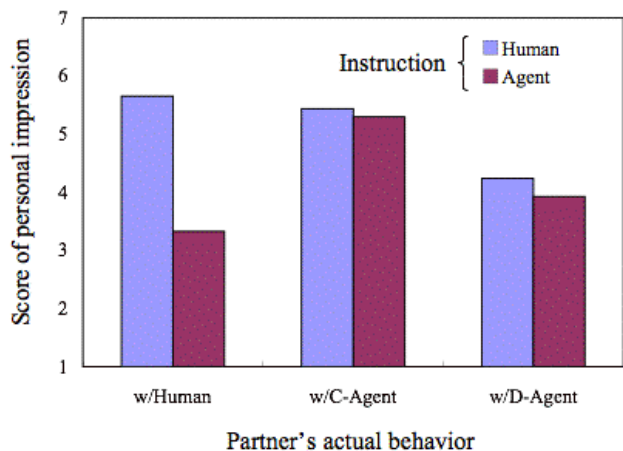 7
6
5
4
3
2
1
Score of personal impression
Instruction
Human
Agent
w/Human
w/C-Agent
w/D-Agent
Partner's actual behavior